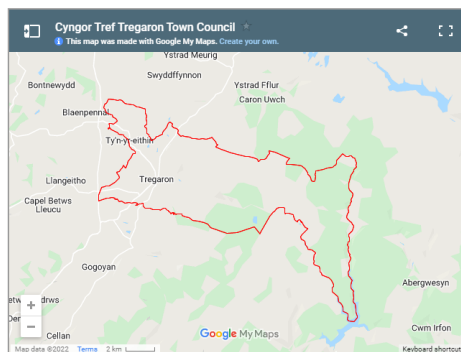 Cyngor Tref Tregaron Town Council
This map was made with Google My Maps. Create your own.
Ystrad Meurig
Swyddffynnon
Bontnewydd
Ystrad Fflur
Caron Uwch
Blaenpennal
Ty'n-yr-eithin
Llangeitho
Tregaron
Capel Betws
Lleucu
Gogoyan
Abergwesyn
Cwm Irfon
Cellan
Google My Maps
Map data ©2022 Terms 2 km
Keyboard shortcuts